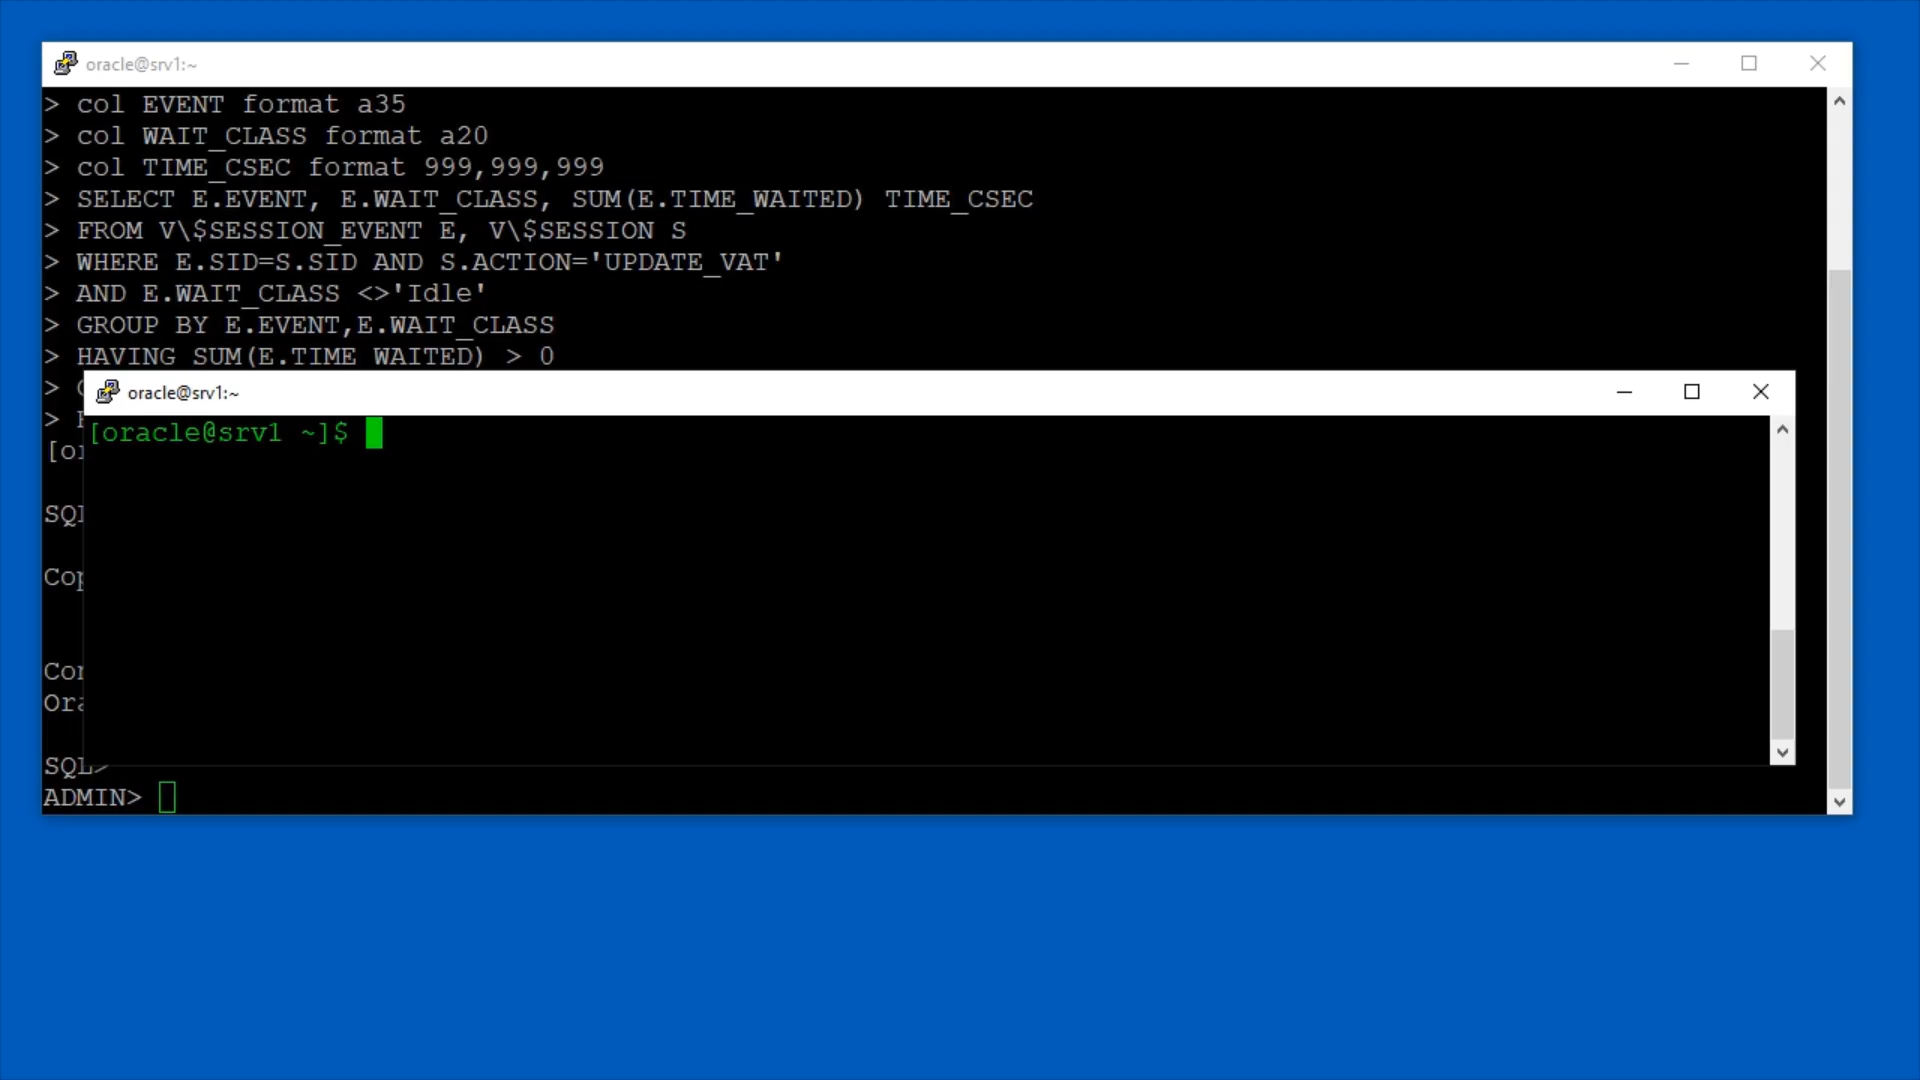 oracle@srv1:~
> col EVENT format a35
> col WAIT_CLASS format a20
> col TIME_CSEC format 999,999,999
> SELECT E.EVENT, E.WAIT_CLASS, SUM(E.TIME_WAITED) TIME_CSEC
> FROM V\$SESSION_EVENT E, V\$SESSION S
> WHERE E.SID=S.SID AND S.ACTION='UPDATE_VAT'
> AND E.WAIT_CLASS <>'Idle'
> GROUP BY E.EVENT,E.WAIT_CLASS
> HAVING SUM(E.TIME_WAITED) > 0
>
>
oracle@srv1:~
[oracle@srv1 ~]$
SQL>
ADMIN>